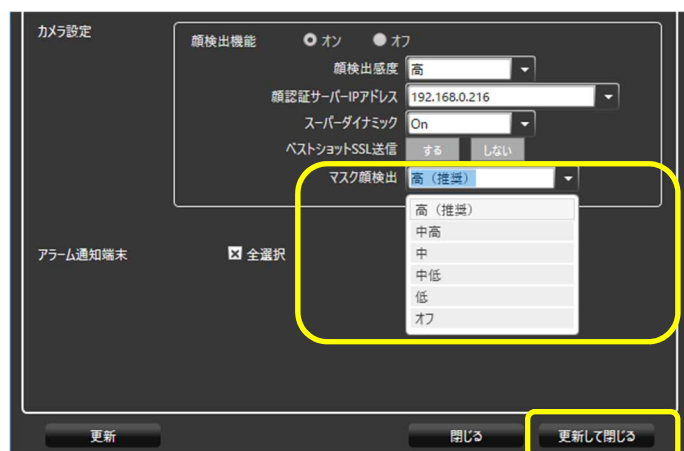 カメラ設定
顔検出機能 オン オフ
顔検出感度 高
顔認証サーバーIPアドレス 192.168.0.216
スーパーダイナミック On
ベストショットSSL送信 する しない
マスク顔検出 高（推奨）
高（推奨）
中高
中
中低
低
オフ
アラーム通知端末 全選択
更新 閉じる 更新して閉じる